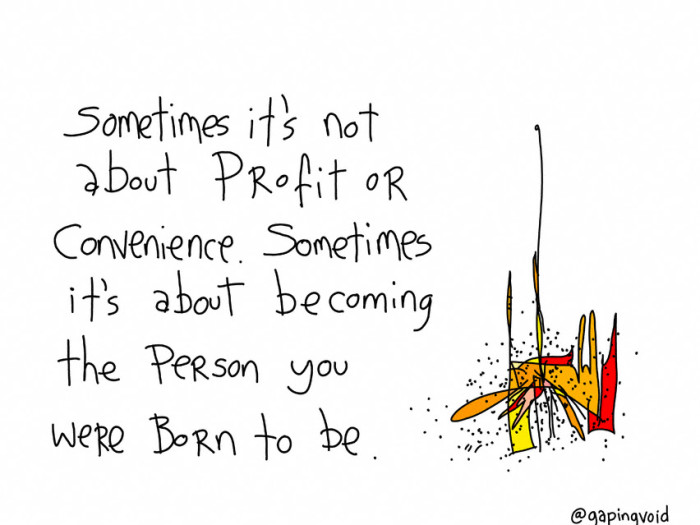 Sometimes it's not
about PRofit oR
Convenience. Sometimes
it's about becoming
the PeRson you
weRe BoRn to be.
@gapingvoid